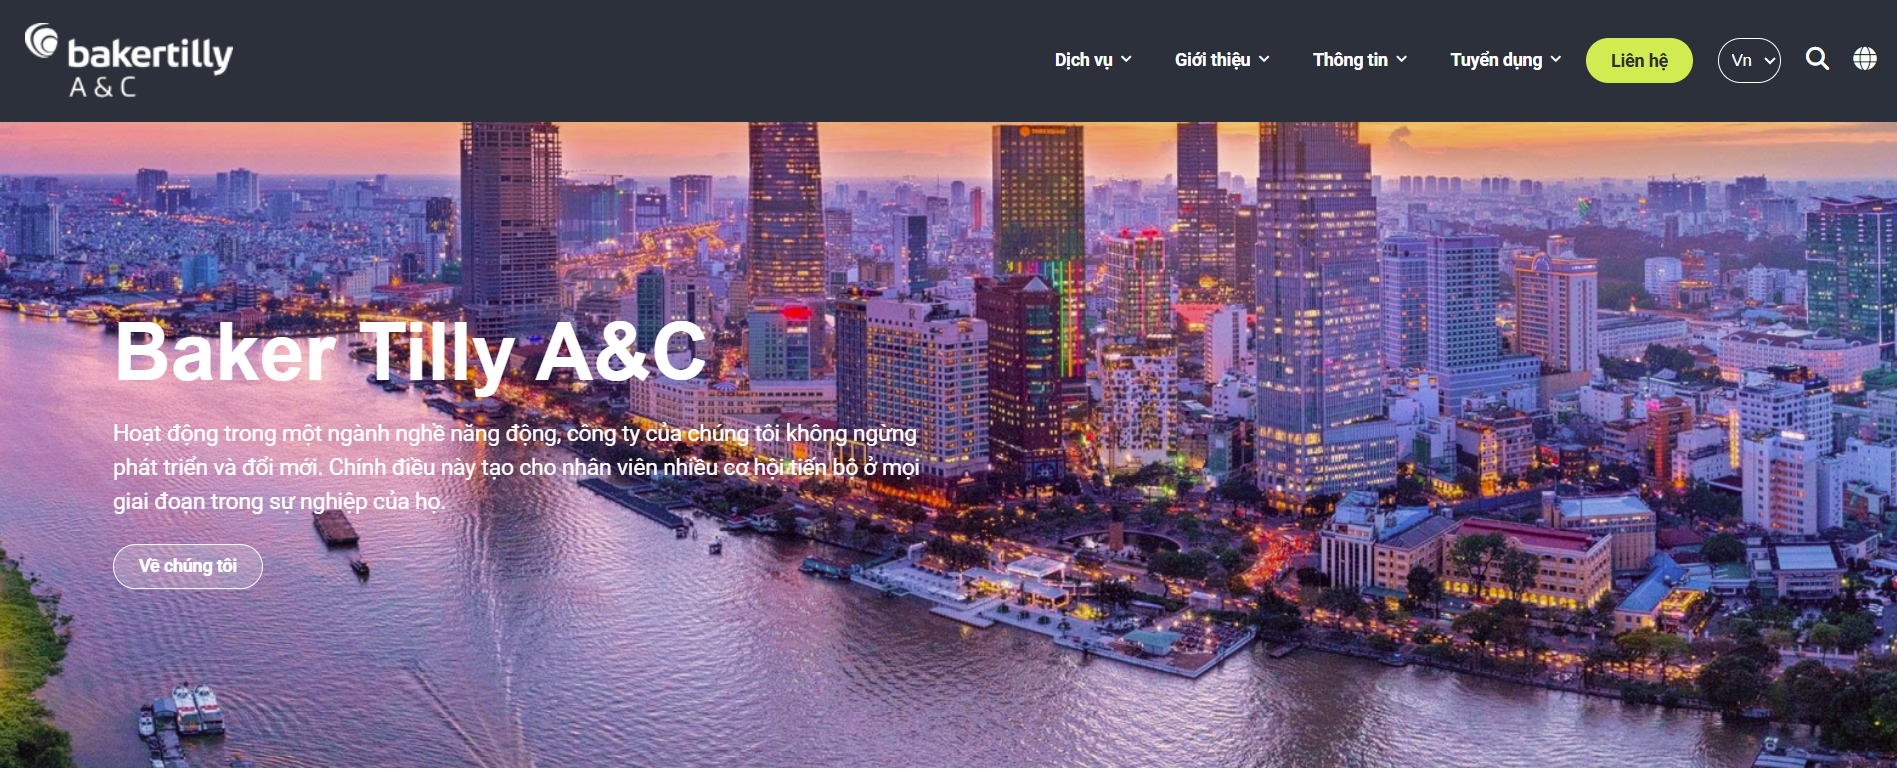 bakertilly
A & C
Dịch vụ
Giới thiệu
Thông tin
Tuyển dụng
Liên hệ
Vn
Baker Tilly A&C
Hoạt động trong một ngành nghề năng động, công ty của chúng tôi không ngừng
phát triển và đổi mới. Chính điều này tạo cho nhân viên nhiều cơ hội tiến bộ ở mọi
giai đoạn trong sự nghiệp của họ.
Về chúng tôi